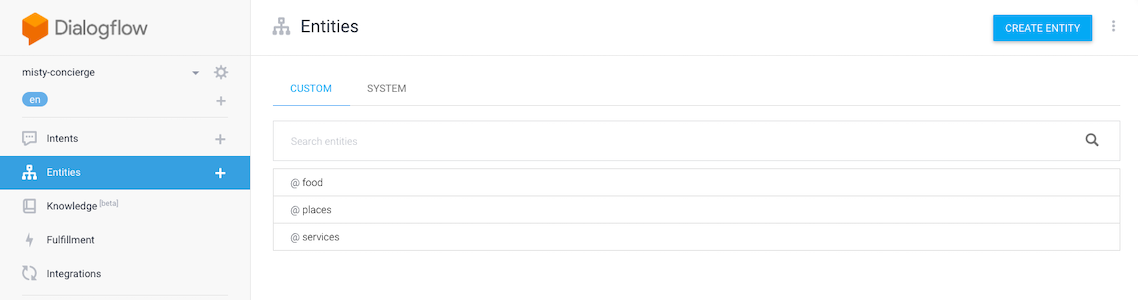 Dialogflow
Entities
CREATE ENTITY
misty-concierge
en
CUSTOM SYSTEM
Intents
Search entities
Entities
@ food
Knowledge [beta]
@ places
Fulfillment
@ services
Integrations